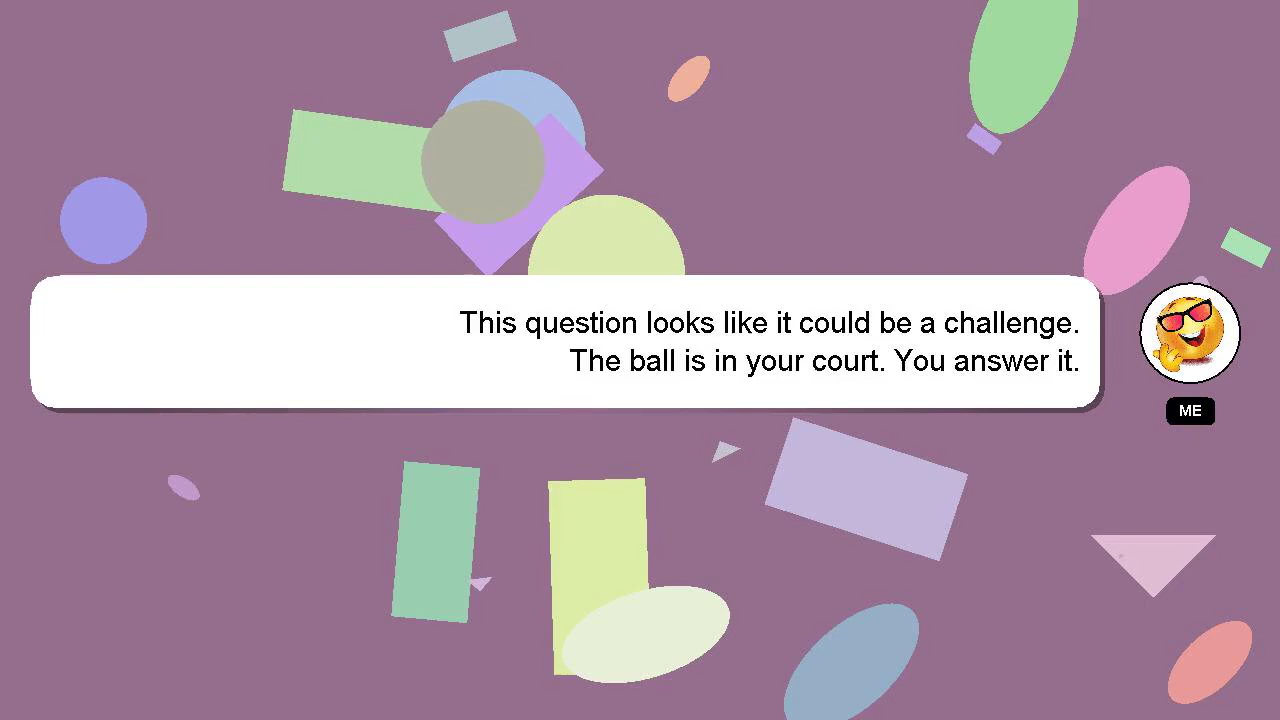 This question looks like it could be a challenge.
The ball is in your court. You answer it.
ME